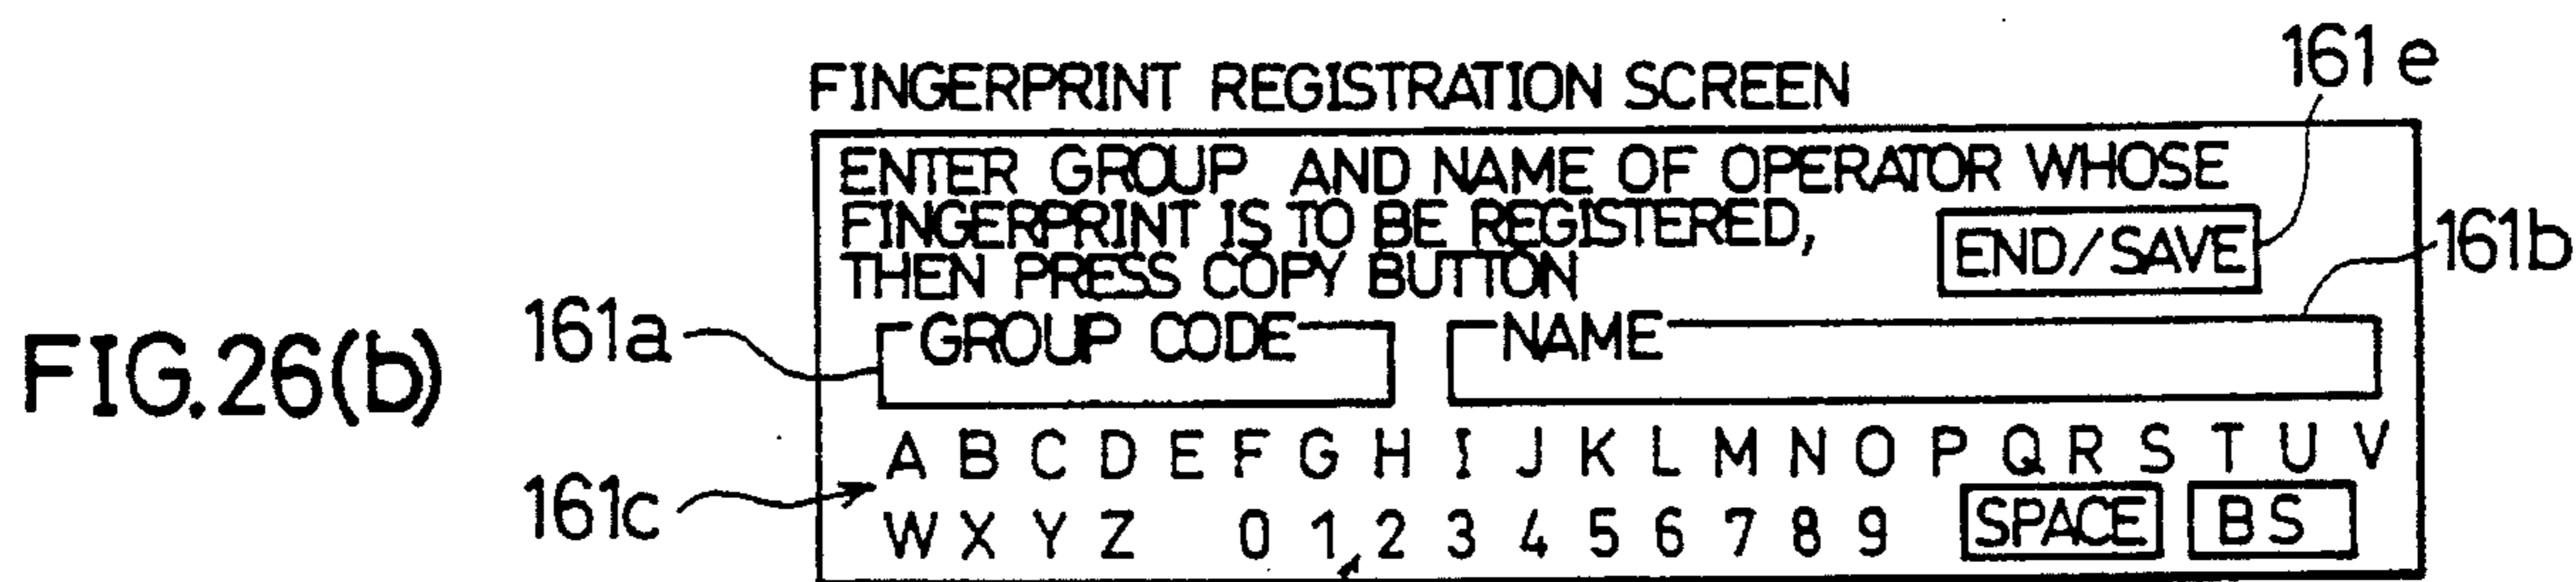 161e
FINGERPRINT REGISTRATION SCREEN
ENTER GROUP AND NAME OF OPERATOR WHOSE
FINGERPRINT IS TO BE REGISTERED,
THEN PRESS COPY BUTTON
END/SAVE
161b
161a
GROUP CODE
NAME
FIG.26(b)
A B C D E F G H I J K L M N O P Q R S T U V
161c
W X Y Z 0 1 2 3 4 5 6 7 8 9 SPACE BS